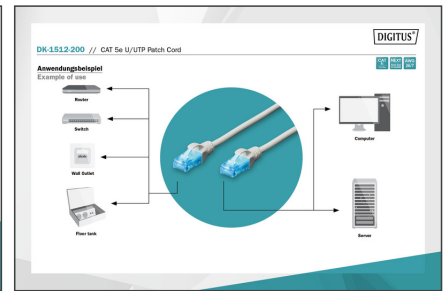 DIGITUS®
DK-1512-200 // CAT 5e U/UTP Patch Cord
Anwendungsbeispiel
Example of use
Router
Switch
Wall Outlet
Floor tank
Computer
Server